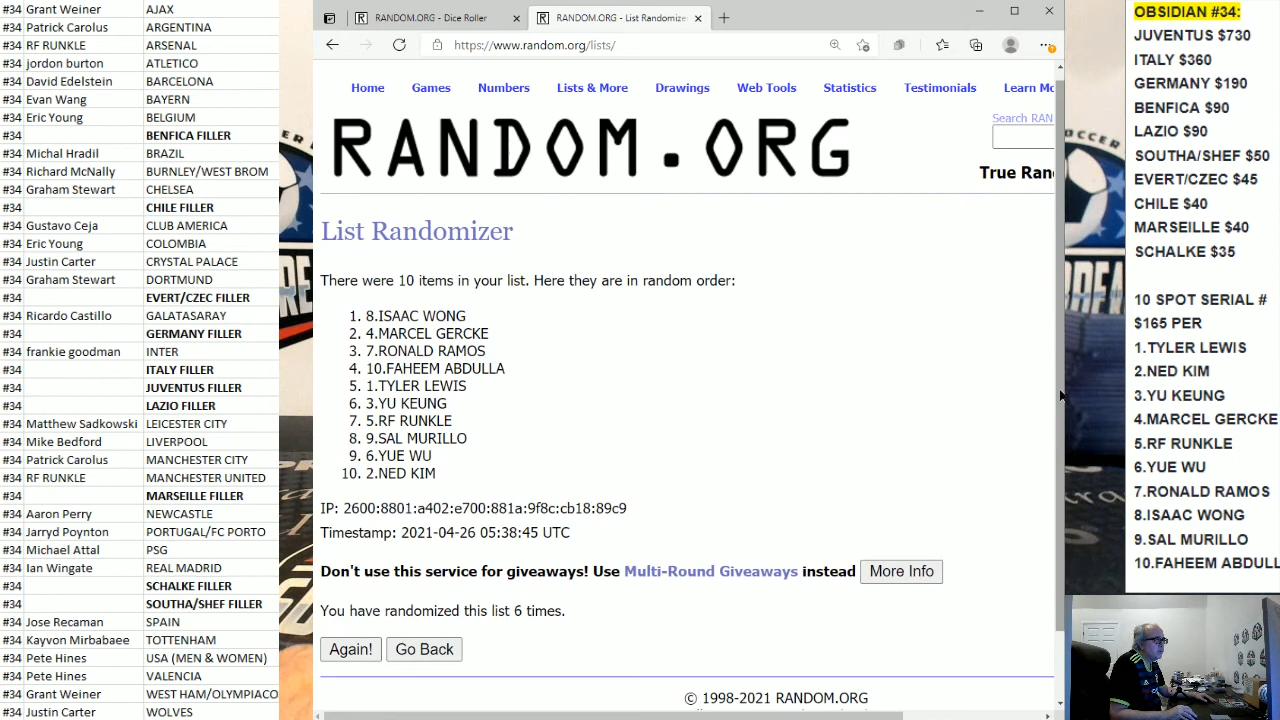 #34 Grant Weiner AJAX
#34 Patrick Carolus ARGENTINA
#34 RF RUNKLE ARSENAL
#34 jordon burton ATLETICO
#34 David Edelstein BARCELONA
#34 Evan Wang BAYERN
#34 Eric Young BELGIUM
#34 BENFICA FILLER
#34 Michal Hradil BRAZIL
#34 Richard McNally BURNLEY/WEST BROM
#34 Graham Stewart CHELSEA
#34 CHILE FILLER
#34 Gustavo Ceja CLUB AMERICA
#34 Eric Young COLOMBIA
#34 Justin Carter CRYSTAL PALACE
#34 Graham Stewart DORTMUND
#34 EVERT/CZEC FILLER
#34 Ricardo Castillo GALATASARAY
#34 GERMANY FILLER
#34 frankie goodman INTER
#34 ITALY FILLER
#34 JUVENTUS FILLER
#34 LAZIO FILLER
#34 Matthew Sadkowski LEICESTER CITY
#34 Mike Bedford LIVERPOOL
#34 Patrick Carolus MANCHESTER CITY
#34 RF RUNKLE MANCHESTER UNITED
#34 MARSEILLE FILLER
#34 Aaron Perry NEWCASTLE
#34 Jarryd Poynton PORTUGAL/FC PORTO
#34 Michael Attal PSG
#34 Ian Wingate REAL MADRID
#34 SCHALKE FILLER
#34 SOUTHA/SHEF FILLER
#34 Jose Recaman SPAIN
#34 Kayvon Mirbabaee TOTTENHAM
#34 Pete Hines USA (MEN & WOMEN)
#34 Pete Hines VALENCIA
#34 Grant Weiner WEST HAM/OLYMPIACO
#34 Justin Carter WOLVES
RANDOM.ORG - Dice Roller
RANDOM.ORG - List Randomize
https://www.random.org/lists/
Home Games Numbers Lists & More Drawings Web Tools Statistics Testimonials Learn Mo
Search RAN
RANDOM.ORG
True Ran
List Randomizer
There were 10 items in your list. Here they are in random order:
1. 8.ISAAC WONG
2. 4.MARCEL GERCKE
3. 7.RONALD RAMOS
4. 10.FAHEEM ABDULLA
5. 1.TYLER LEWIS
6. 3.YU KEUNG
7. 5.RF RUNKLE
8. 9.SAL MURILLO
9. 6.YUE WU
10. 2.NED KIM
IP: 2600:8801:a402:e700:881a:9f8c:cb18:89c9
Timestamp: 2021-04-26 05:38:45 UTC
Don't use this service for giveaways! Use Multi-Round Giveaways instead More Info
You have randomized this list 6 times.
Again! Go Back
© 1998-2021 RANDOM.ORG
OBSIDIAN #34:
JUVENTUS $730
ITALY $360
GERMANY $190
BENFICA $90
LAZIO $90
SOUTHA/SHEF $50
EVERT/CZEC $45
CHILE $40
MARSEILLE $40
SCHALKE $35
10 SPOT SERIAL #
$165 PER
1.TYLER LEWIS
2.NED KIM
3.YU KEUNG
4.MARCEL GERCKE
5.RF RUNKLE
6.YUE WU
7.RONALD RAMOS
8.ISAAC WONG
9.SAL MURILLO
10.FAHEEM ABDULL